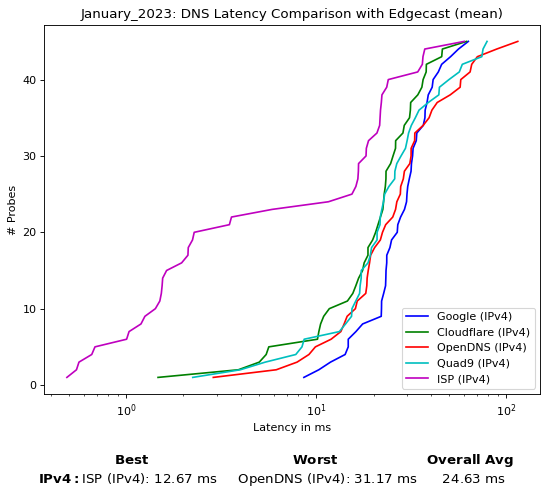 January_2023: DNS Latency Comparison with Edgecast (mean)
# Probes
40
30
20
10
0
10⁰
10¹
10²
Latency in ms
Google (IPv4)
Cloudflare (IPv4)
OpenDNS (IPv4)
Quad9 (IPv4)
ISP (IPv4)
Best Worst Overall Avg
IPv4: ISP (IPv4): 12.67 ms OpenDNS (IPv4): 31.17 ms 24.63 ms